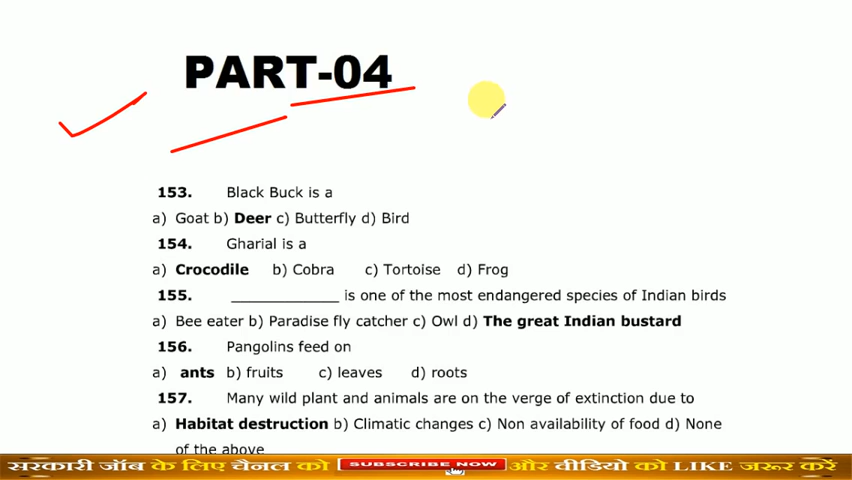 PART-04
153. Black Buck is a
a) Goat b) Deer c) Butterfly d) Bird
154. Gharial is a
a) Crocodile b) Cobra c) Tortoise d) Frog
155. _____________ is one of the most endangered species of Indian birds
a) Bee eater b) Paradise fly catcher c) Owl d) The great Indian bustard
156. Pangolins feed on
a) ants b) fruits c) leaves d) roots
157. Many wild plant and animals are on the verge of extinction due to
a) Habitat destruction b) Climatic changes c) Non availability of food d) None
of the above
सरकारी जॉब के लिए चैनल को SUBSCRIBE NOW और वीडियो को LIKE जरूर करें